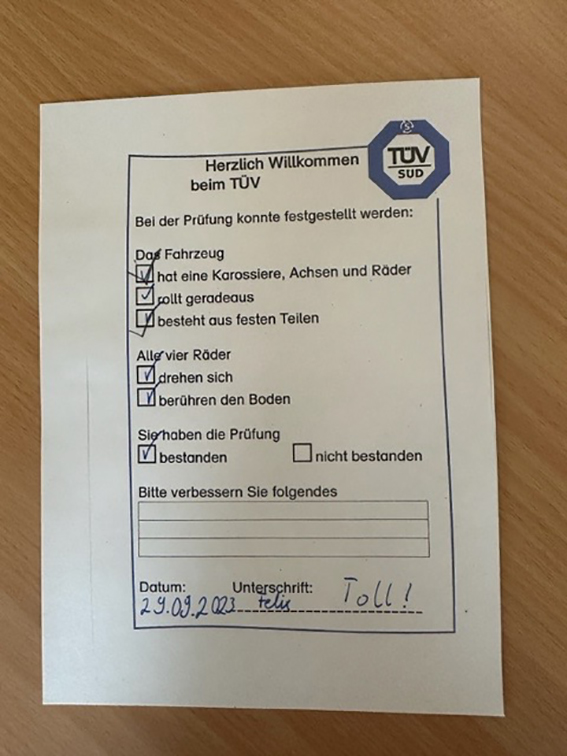 Herzlich Willkommen
beim TÜV
TÜV
SUD
Bei der Prüfung konnte festgestellt werden:
Das Fahrzeug
hat eine Karossiere, Achsen und Räder
rollt geradeaus
besteht aus festen Teilen
Alle vier Räder
drehen sich
berühren den Boden
Sie haben die Prüfung
bestanden nicht bestanden
Bitte verbessern Sie folgendes
Datum: Unterschrift:
29.09.2023 Felix Toll!